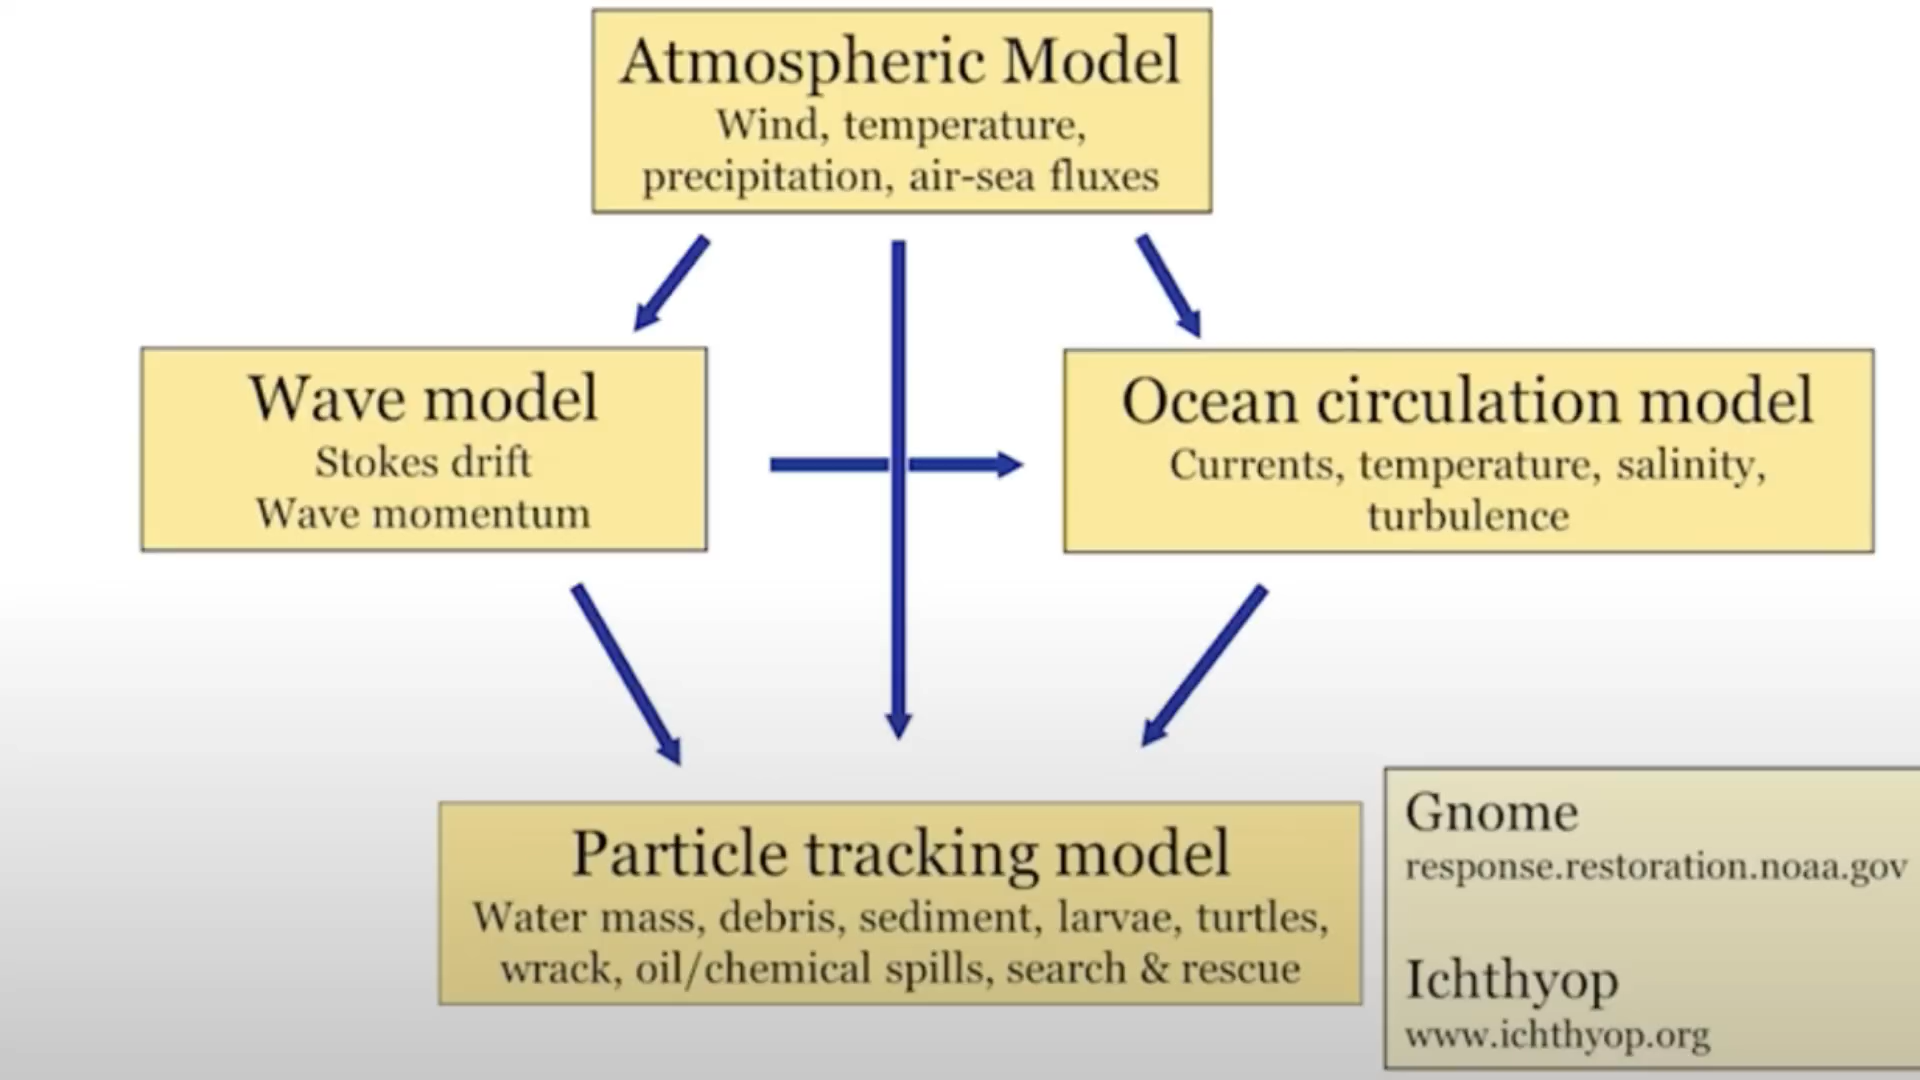 Atmospheric Model
Wind, temperature,
precipitation, air-sea fluxes
Wave model
Stokes drift
Wave momentum
Ocean circulation model
Currents, temperature, salinity,
turbulence
Particle tracking model
Water mass, debris, sediment, larvae, turtles,
wrack, oil/chemical spills, search & rescue
Gnome
response.restoration.noaa.gov
Ichthyop
www.ichthyop.org